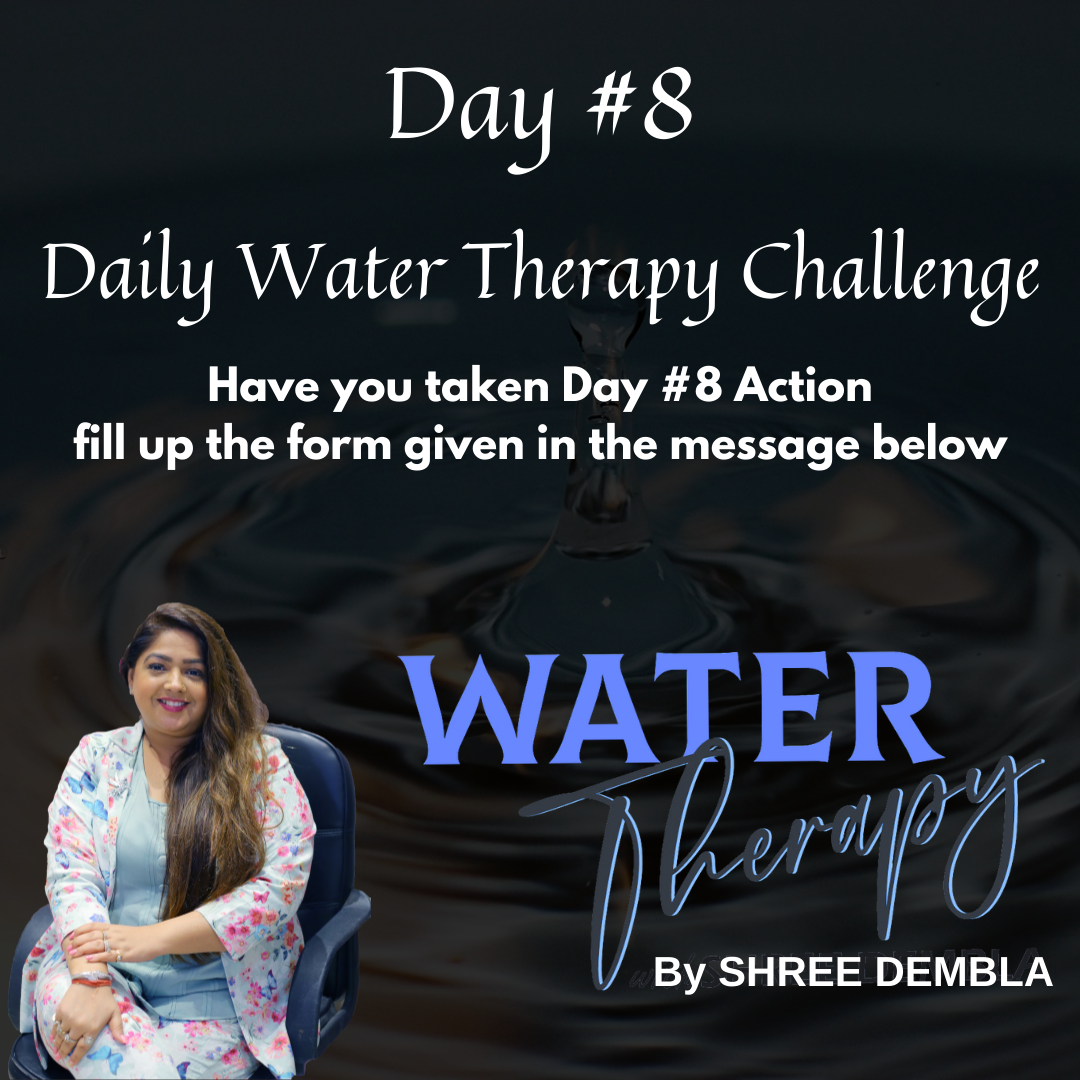 Day #8
Daily Water Therapy Challenge
Have you taken Day #8 Action
fill up the form given in the message below
WATER
Therapy
By SHREE DEMBLA